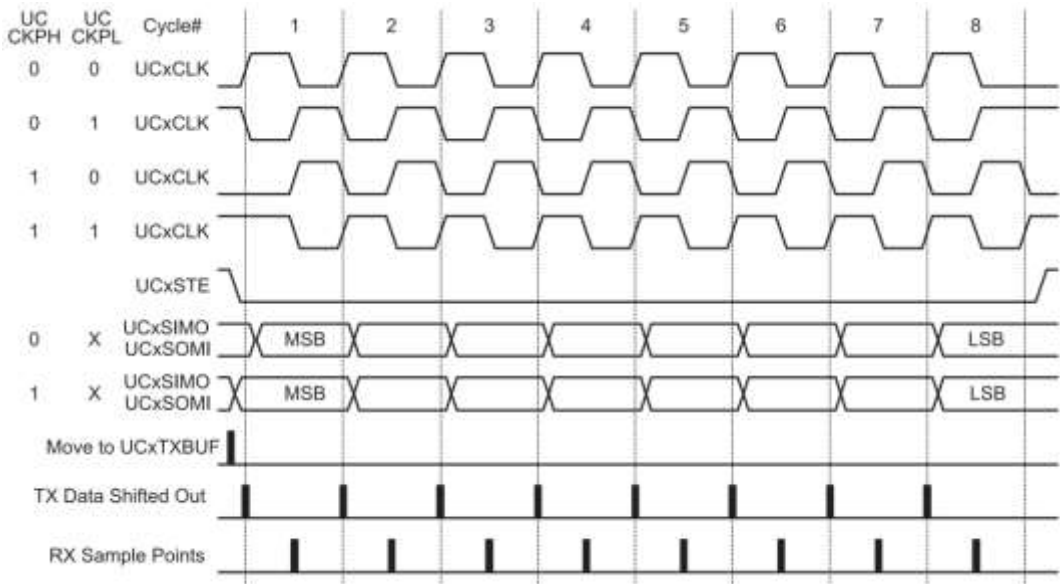 UC CKPH UC CKPL Cycle# 1 2 3 4 5 6 7 8
0 0 UCxCLK
0 1 UCxCLK
1 0 UCxCLK
1 1 UCxCLK
UCxSTE
0 X UCxSIMO UCxSOMI MSB LSB
1 X UCxSIMO UCxSOMI MSB LSB
Move to UCxTXBUF
TX Data Shifted Out
RX Sample Points